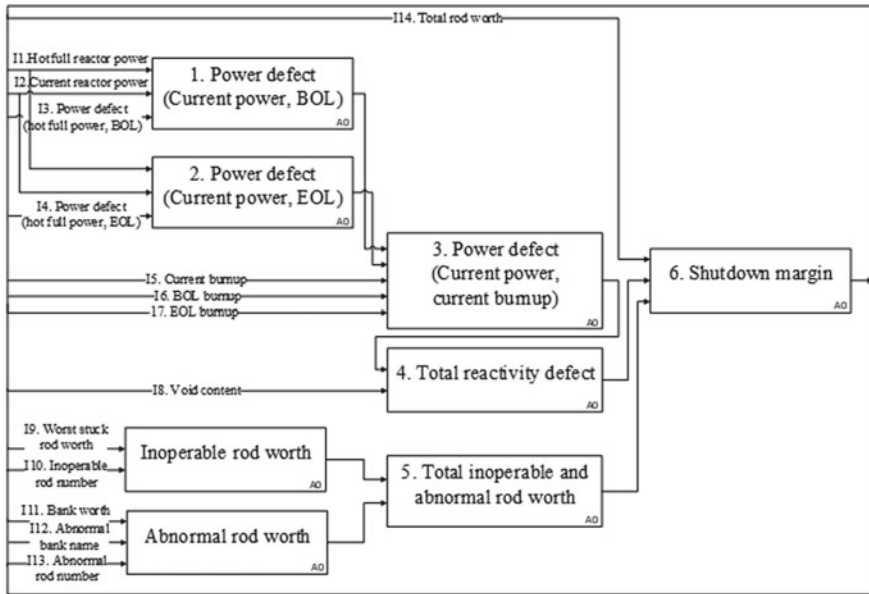 I14. Total rod worth
I1.Hot full reactor power
I2.Current reactor power
I3. Power defect
(hot full power, BOL)
1. Power defect
(Current power, BOL)
A0
2. Power defect
(Current power, EOL)
A0
I4. Power defect
(hot full power, EOL)
3. Power defect
(Current power,
current burnup)
A0
6. Shutdown margin
A0
I5. Current burnup
I6. BOL burnup
17. EOL burnup
4. Total reactivity defect
A0
I8. Void content
I9. Worst stuck
rod worth
I10. Inoperable
rod number
Inoperable rod worth
A0
5. Total inoperable and
abnormal rod worth
A0
I11. Bank worth
I12. Abnormal
bank name
I13. Abnormal
rod number
Abnormal rod worth
A0